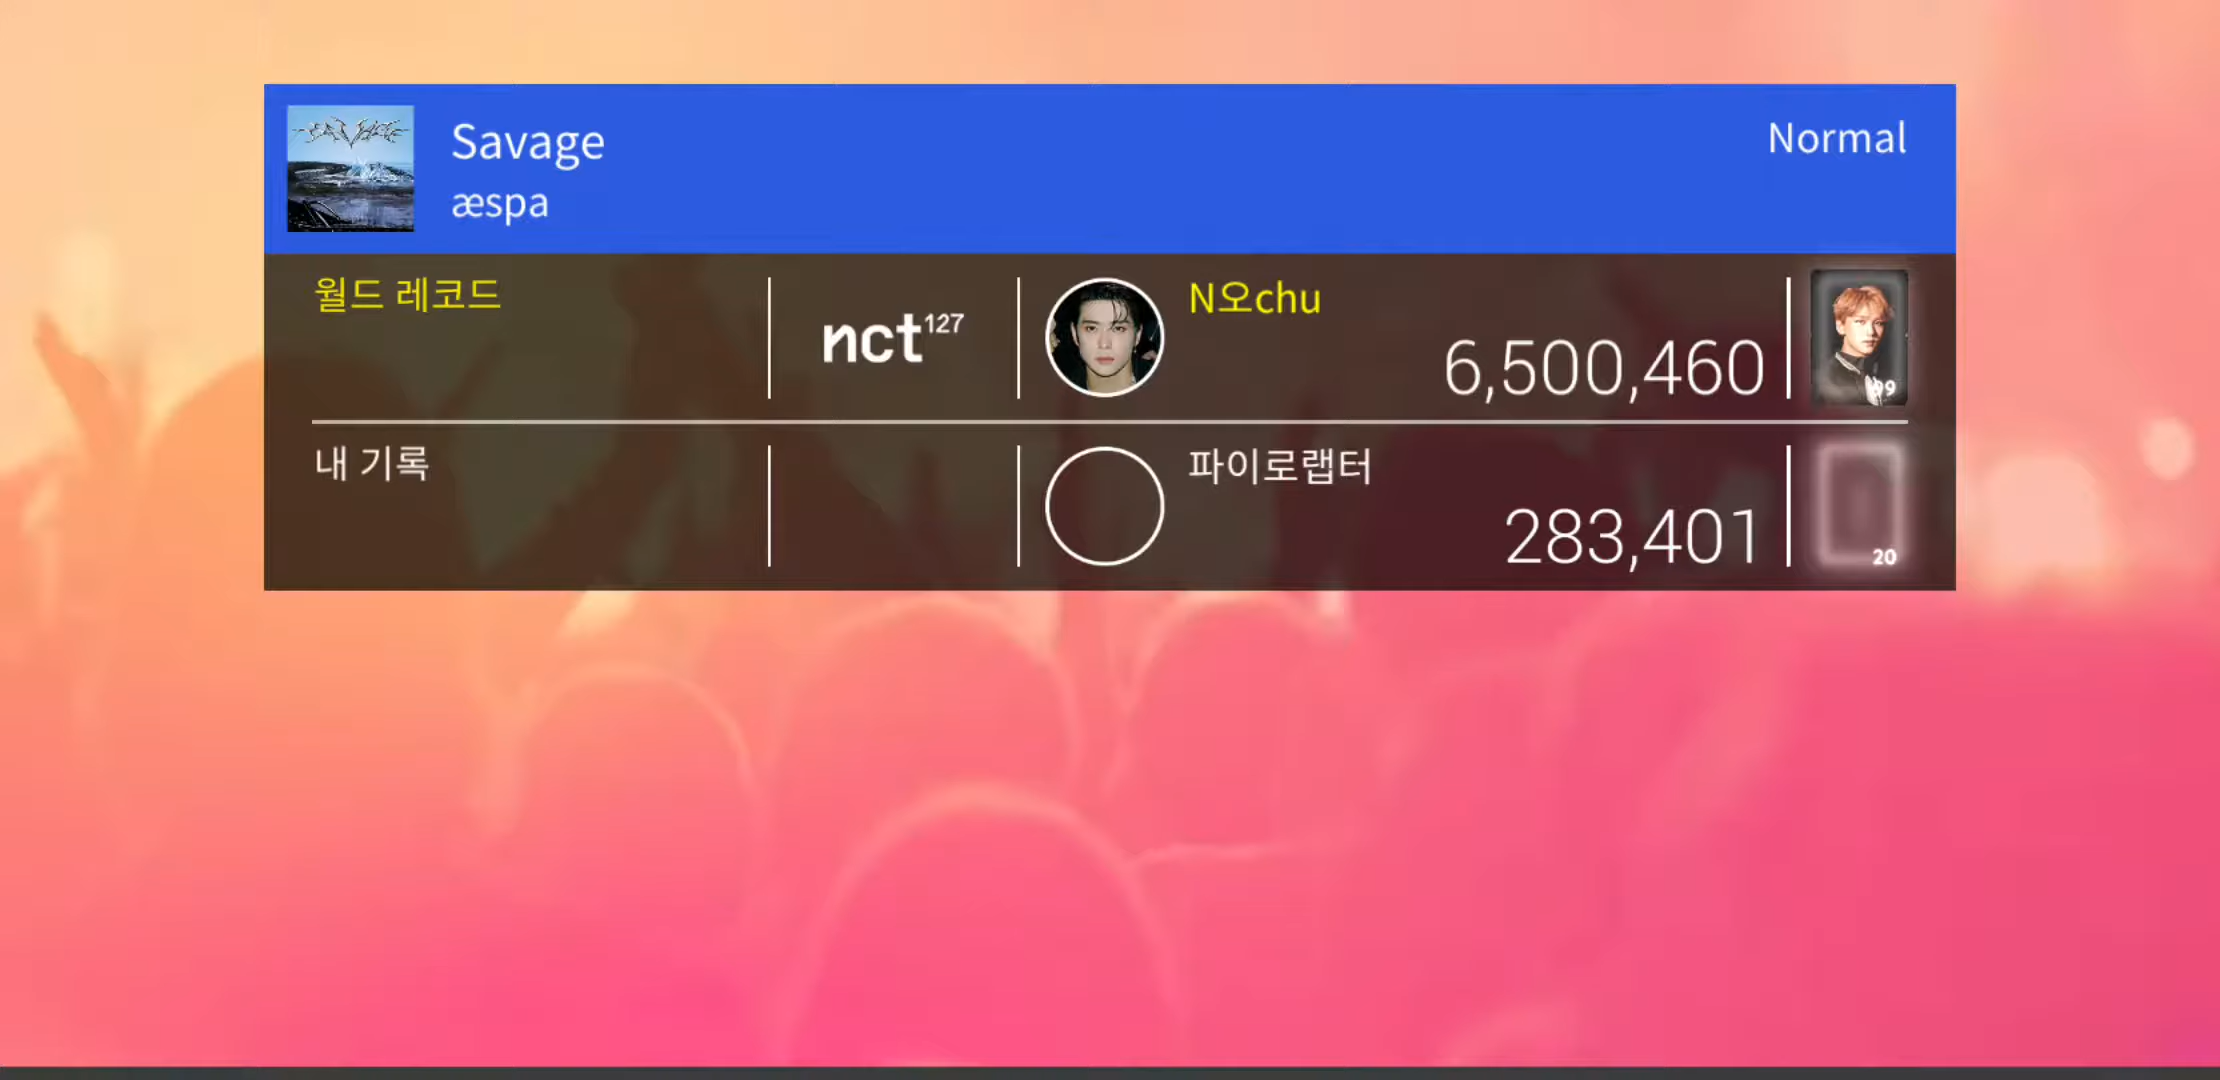 Savage
æspa
Normal
월드 레코드
nct127
N오chu
6,500,460
99
내 기록
파이로랩터
283,401
20